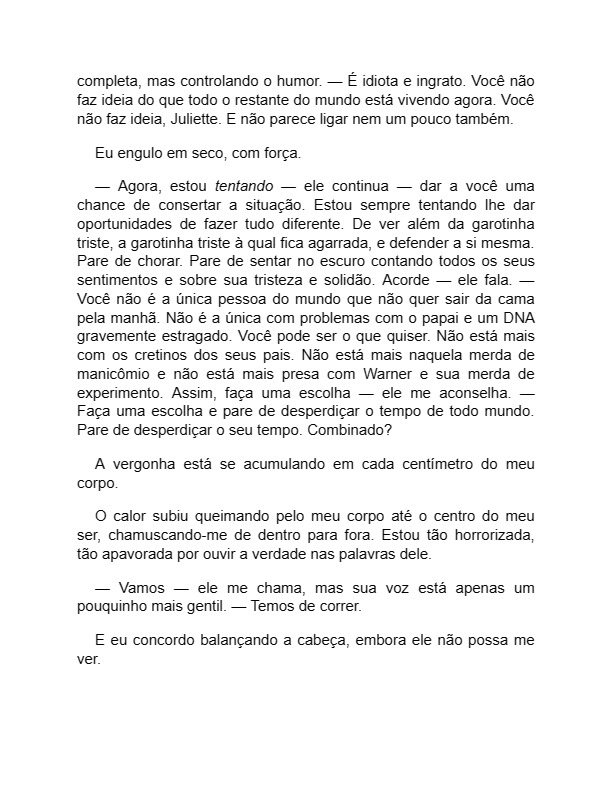 completa, mas controlando o humor. — É idiota e ingrato. Você não
faz ideia do que todo o restante do mundo está vivendo agora. Você
não faz ideia, Juliette. E não parece ligar nem um pouco também.
Eu engulo em seco, com força.
— Agora, estou tentando — ele continua — dar a você uma
chance de consertar a situação. Estou sempre tentando lhe dar
oportunidades de fazer tudo diferente. De ver além da garotinha
triste, a garotinha triste à qual fica agarrada, e defender a si mesma.
Pare de chorar. Pare de sentar no escuro contando todos os seus
sentimentos e sobre sua tristeza e solidão. Acorde — ele fala. —
Você não é a única pessoa do mundo que não quer sair da cama
pela manhã. Não é a única com problemas com o papai e um DNA
gravemente estragado. Você pode ser o que quiser. Não está mais
com os cretinos dos seus pais. Não está mais naquela merda de
manicômio e não está mais presa com Warner e sua merda de
experimento. Assim, faça uma escolha — ele me aconselha. —
Faça uma escolha e pare de desperdiçar o tempo de todo mundo.
Pare de desperdiçar o seu tempo. Combinado?
A vergonha está se acumulando em cada centímetro do meu
corpo.
O calor subiu queimando pelo meu corpo até o centro do meu
ser, chamuscando-me de dentro para fora. Estou tão horrorizada,
tão apavorada por ouvir a verdade nas palavras dele.
— Vamos — ele me chama, mas sua voz está apenas um
pouquinho mais gentil. — Temos de correr.
E eu concordo balançando a cabeça, embora ele não possa me
ver.